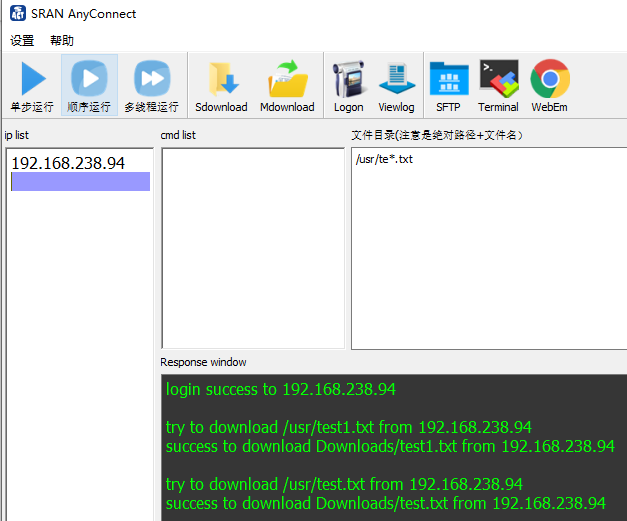 SRAN AnyConnect
设置 帮助
单步运行 顺序运行 多线程运行 Sdownload Mdownload Logon Viewlog SFTP Terminal WebEm
ip list cmd list 文件目录(注意是绝对路径+文件名）
192.168.238.94 /usr/te*.txt
Response window
login success to 192.168.238.94
try to download /usr/test1.txt from 192.168.238.94
success to download Downloads/test1.txt from 192.168.238.94
try to download /usr/test.txt from 192.168.238.94
success to download Downloads/test.txt from 192.168.238.94